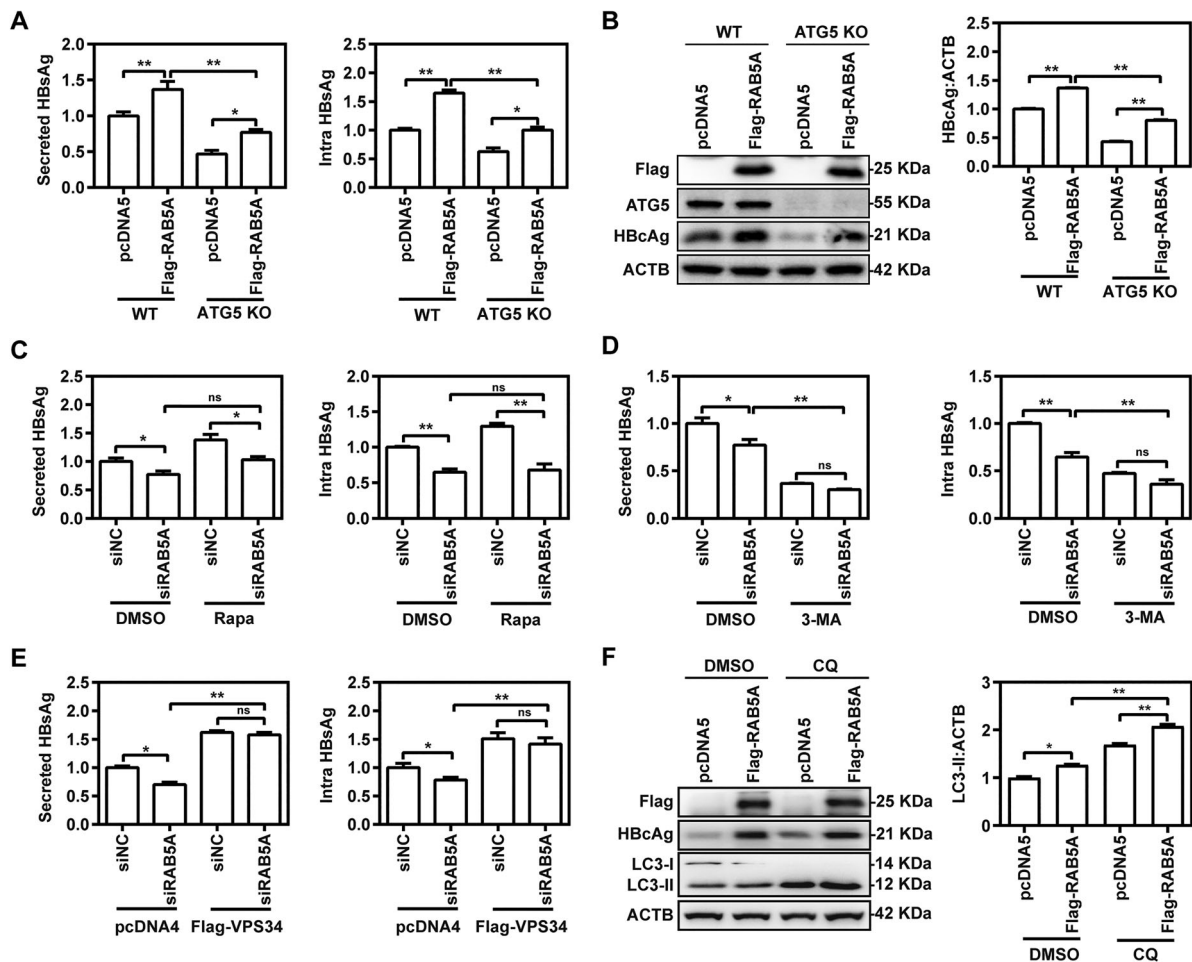 A
Secreted HBsAg
2.0
1.5
1.0
0.5
0.0
**
**
*
pcDNA5
Flag-RAB5A
pcDNA5
Flag-RAB5A
WT
ATG5 KO
Intra HBsAg
2.0
1.5
1.0
0.5
0.0
**
**
*
pcDNA5
Flag-RAB5A
pcDNA5
Flag-RAB5A
WT
ATG5 KO
B
WT
ATG5 KO
pcDNA5
Flag-RAB5A
pcDNA5
Flag-RAB5A
Flag
-25 KDa
ATG5
-55 KDa
HBcAg
-21 KDa
ACTB
-42 KDa
HBcAg:ACTB
2.5
2.0
1.5
1.0
0.5
0.0
**
**
**
pcDNA5
Flag-RAB5A
pcDNA5
Flag-RAB5A
WT
ATG5 KO
C
Secreted HBsAg
2.5
2.0
1.5
1.0
0.5
0.0
ns
*
*
siNC
siRAB5A
siNC
siRAB5A
DMSO
Rapa
Intra HBsAg
2.0
1.5
1.0
0.5
0.0
ns
**
**
siNC
siRAB5A
siNC
siRAB5A
DMSO
Rapa
D
Secreted HBsAg
1.5
1.0
0.5
0.0
*
**
ns
siNC
siRAB5A
siNC
siRAB5A
DMSO
3-MA
Intra HBsAg
1.5
1.0
0.5
0.0
**
**
ns
siNC
siRAB5A
siNC
siRAB5A
DMSO
3-MA
E
Secreted HBsAg
2.5
2.0
1.5
1.0
0.5
0.0
**
ns
*
siNC
siRAB5A
siNC
siRAB5A
pcDNA4
Flag-VPS34
Intra HBsAg
2.5
2.0
1.5
1.0
0.5
0.0
**
ns
*
siNC
siRAB5A
siNC
siRAB5A
pcDNA4
Flag-VPS34
F
DMSO
CQ
pcDNA5
Flag-RAB5A
pcDNA5
Flag-RAB5A
Flag
-25 KDa
HBcAg
-21 KDa
LC3-I
-14 KDa
LC3-II
-12 KDa
ACTB
-42 KDa
LC3-II:ACTB
3
2
1
0
**
**
*
pcDNA5
Flag-RAB5A
pcDNA5
Flag-RAB5A
DMSO
CQ